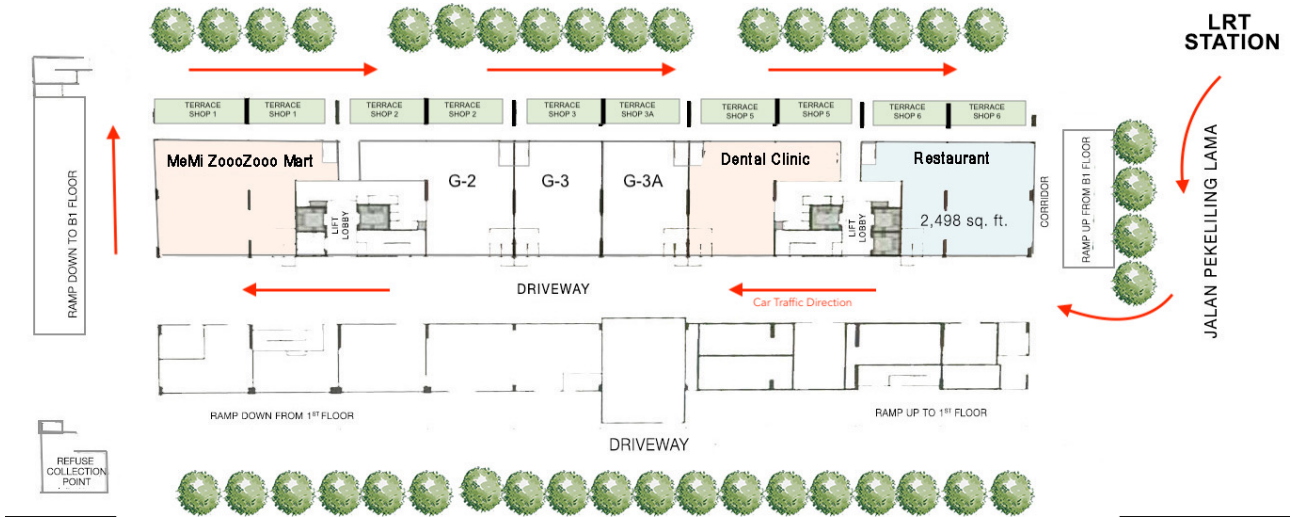 LRT
STATION
TERRACE
SHOP 1
TERRACE
SHOP 1
TERRACE
SHOP 2
TERRACE
SHOP 2
TERRACE
SHOP 3
TERRACE
SHOP 3A
TERRACE
SHOP 5
TERRACE
SHOP 5
TERRACE
SHOP 6
TERRACE
SHOP 6
RAMP DOWN TO B1 FLOOR
MeMi ZoooZooo Mart
LIFT
LOBBY
G-2
G-3
G-3A
Dental Clinic
LIFT
LOBBY
Restaurant
2,498 sq. ft.
CORRIDOR
RAMP UP FROM B1 FLOOR
JALAN PEKELILING LAMA
DRIVEWAY
Car Traffic Direction
RAMP DOWN FROM 1ST FLOOR
RAMP UP TO 1ST FLOOR
DRIVEWAY
REFUSE
COLLECTION
POINT